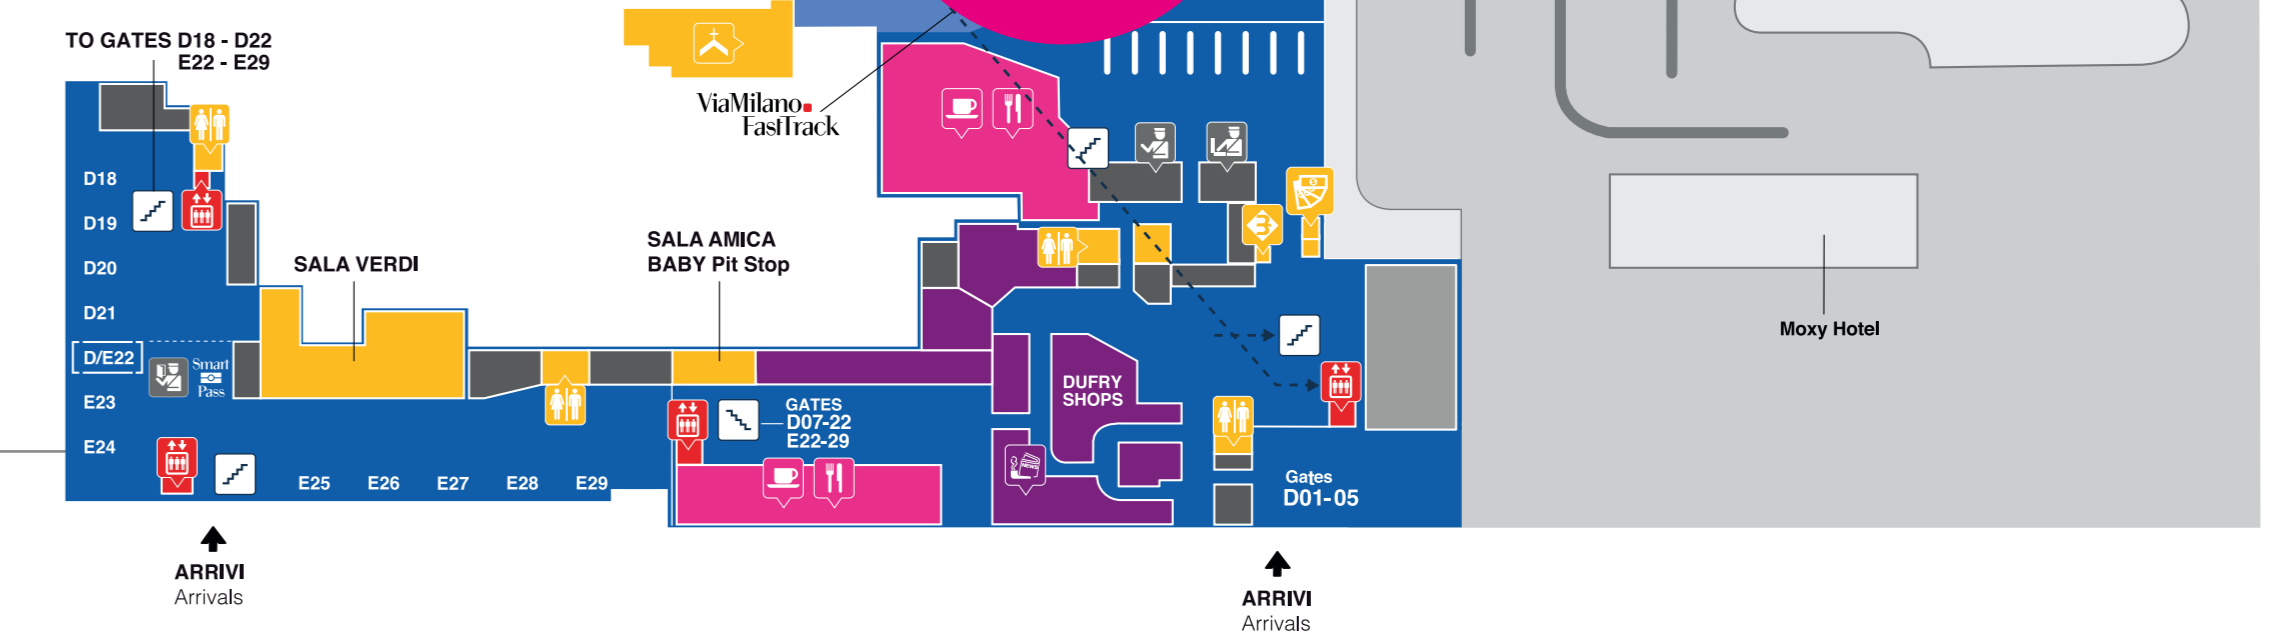 TO GATES D18 - D22
E22 - E29
ViaMilano
FastTrack
D18
D19
D20
D21
D/E22
E23
E24
Smart
Pass
SALA VERDI
SALA AMICA
BABY Pit Stop
GATES
D07-22
E22-29
E25
E26
E27
E28
E29
DUFRY
SHOPS
NEWS
Gates
D01-05
Moxy Hotel
ARRIVI
Arrivals
ARRIVI
Arrivals